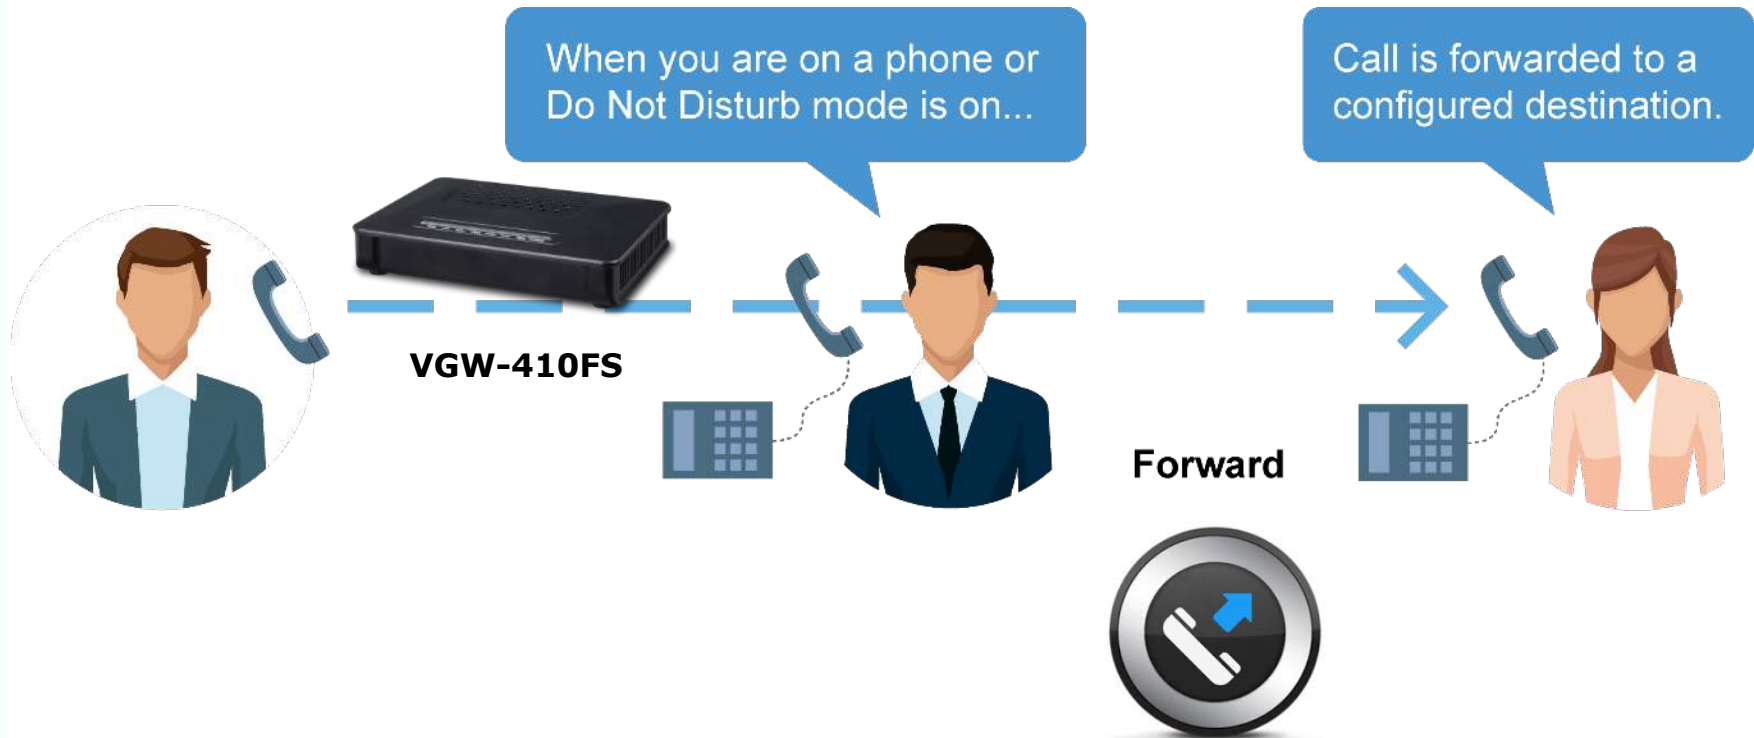 When you are on a phone or
Do Not Disturb mode is on...
Call is forwarded to a
configured destination.
VGW-410FS
Forward